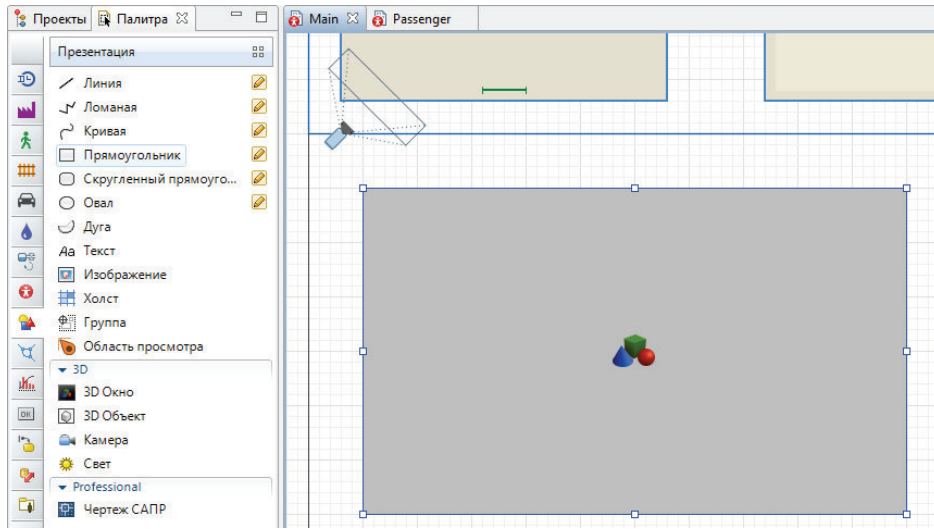 Проекты
Палитра
Main
Passenger
Презентация
Линия
Ломаная
Кривая
Прямоугольник
Скругленный прямоуго...
Овал
Дуга
Aa Текст
Изображение
Холст
Группа
Область просмотра
3D
3D Окно
3D Объект
Камера
Свет
Professional
Чертеж САПР
OK